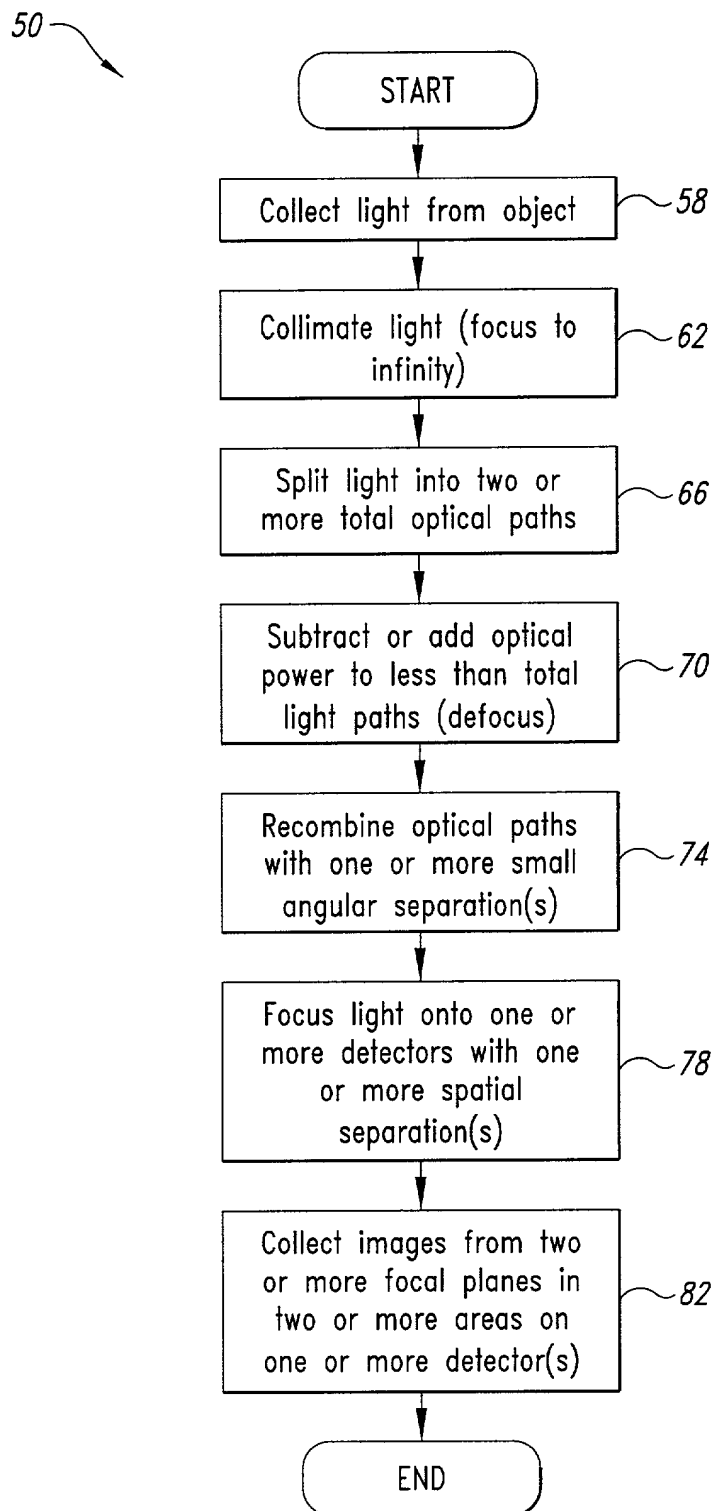 50
START
Collect light from object
58
Collimate light (focus to
infinity)
62
Split light into two or
more total optical paths
66
Subtract or add optical
power to less than total
light paths (defocus)
70
Recombine optical paths
with one or more small
angular separation(s)
74
Focus light onto one or
more detectors with one
or more spatial
separation(s)
78
Collect images from two
or more focal planes in
two or more areas on
one or more detector(s)
82
END